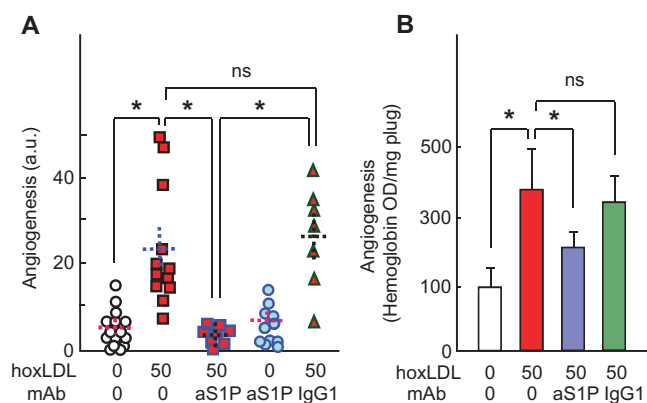 A
ns
*
*
*
Angiogenesis (a.u.)
40
20
0
hoxLDL 0 50 50 0 50
mAb 0 0 aS1P aS1P IgG1
B
ns
*
*
Angiogenesis
(Hemoglobin OD/mg plug)
500
300
100
0
hoxLDL 0 50 50 50
mAb 0 0 aS1P IgG1